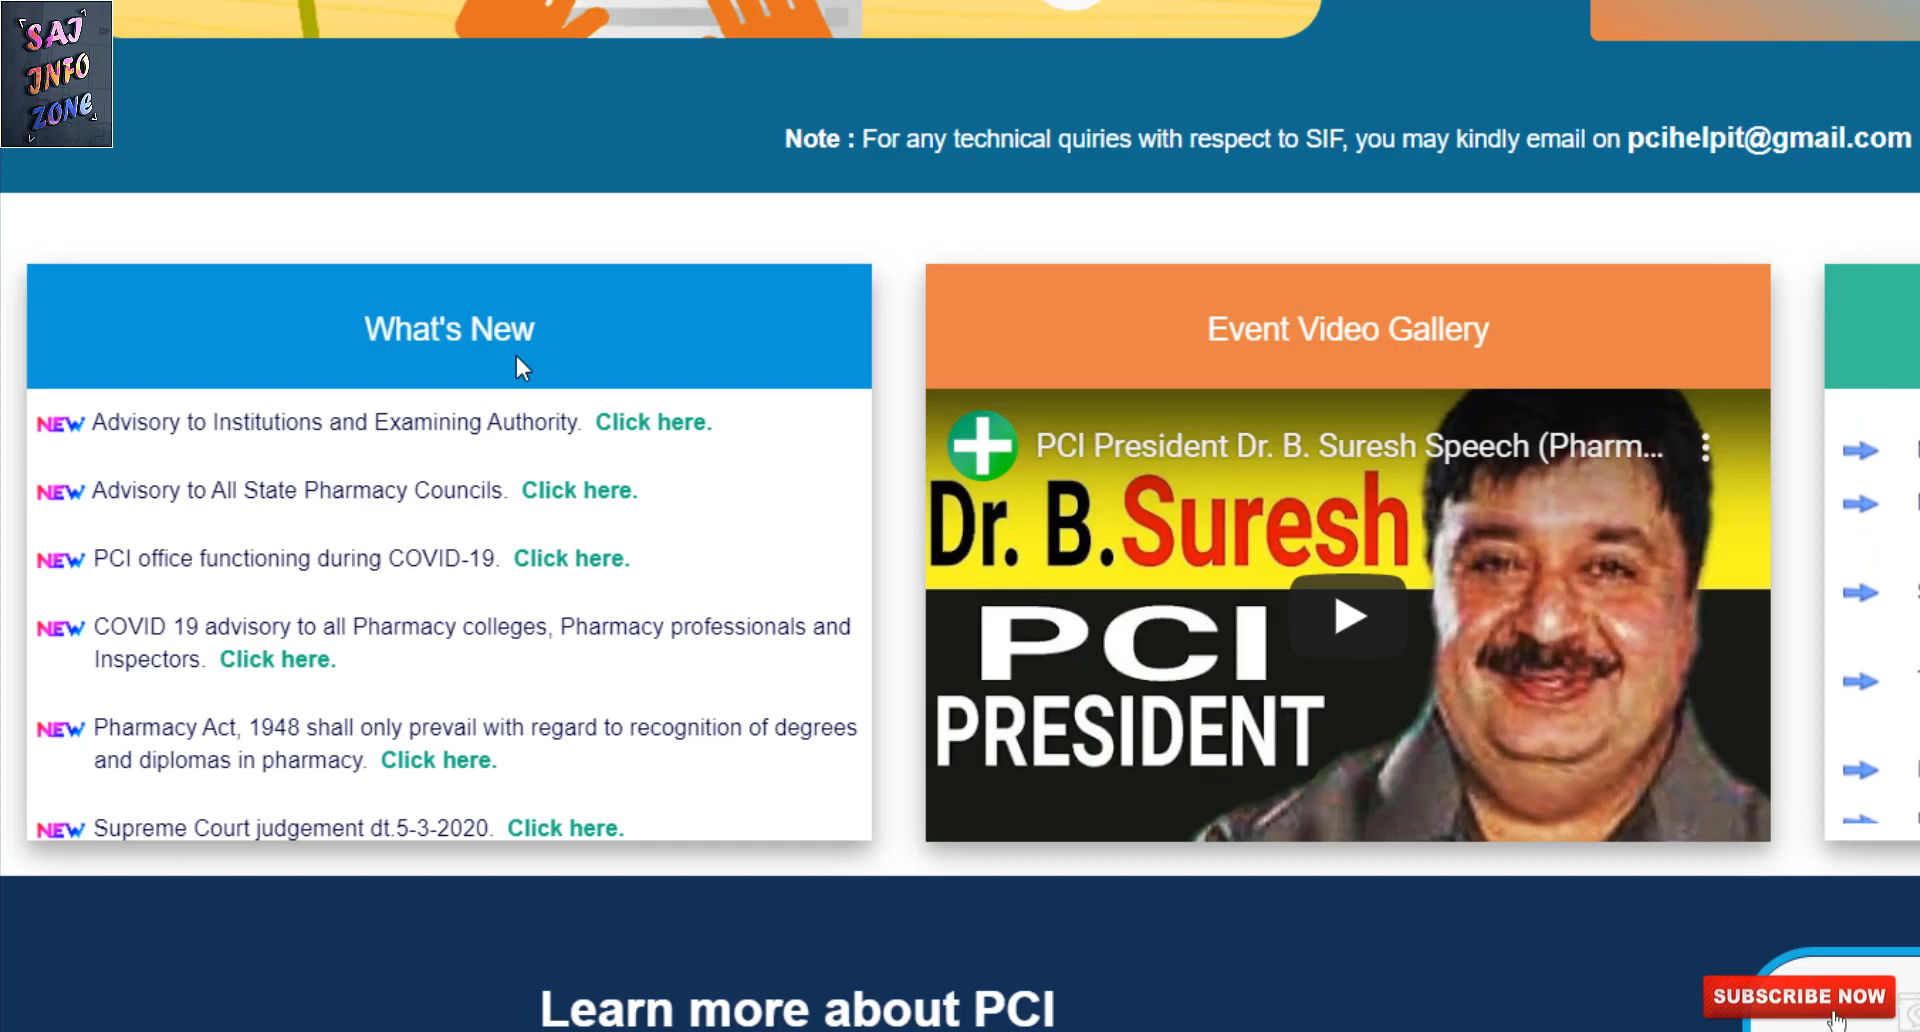 SAJ
INFO
ZONE
Note : For any technical quiries with respect to SIF, you may kindly email on pcihelpit@gmail.com
What's New
NEW Advisory to Institutions and Examining Authority. Click here.
NEW Advisory to All State Pharmacy Councils. Click here.
NEW PCI office functioning during COVID-19. Click here.
NEW COVID 19 advisory to all Pharmacy colleges, Pharmacy professionals and
Inspectors. Click here.
NEW Pharmacy Act, 1948 shall only prevail with regard to recognition of degrees
and diplomas in pharmacy. Click here.
NEW Supreme Court judgement dt.5-3-2020. Click here.
Event Video Gallery
PCI President Dr. B. Suresh Speech (Pharm...
Dr. B.Suresh
PCI
PRESIDENT
Learn more about PCI
SUBSCRIBE NOW